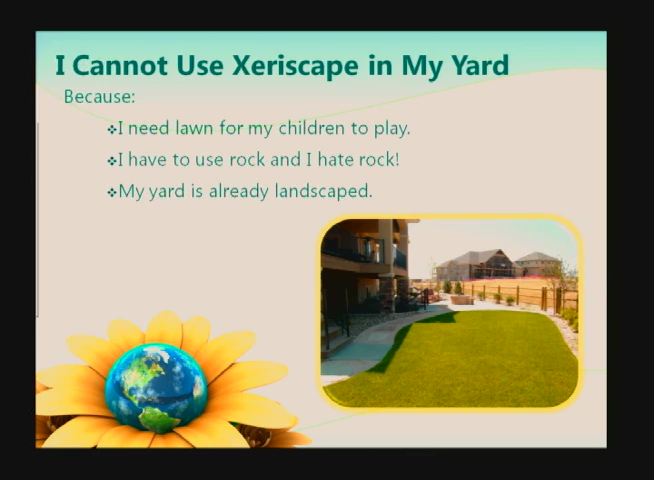 I Cannot Use Xeriscape in My Yard
Because:
❖I need lawn for my children to play.
❖I have to use rock and I hate rock!
❖My yard is already landscaped.